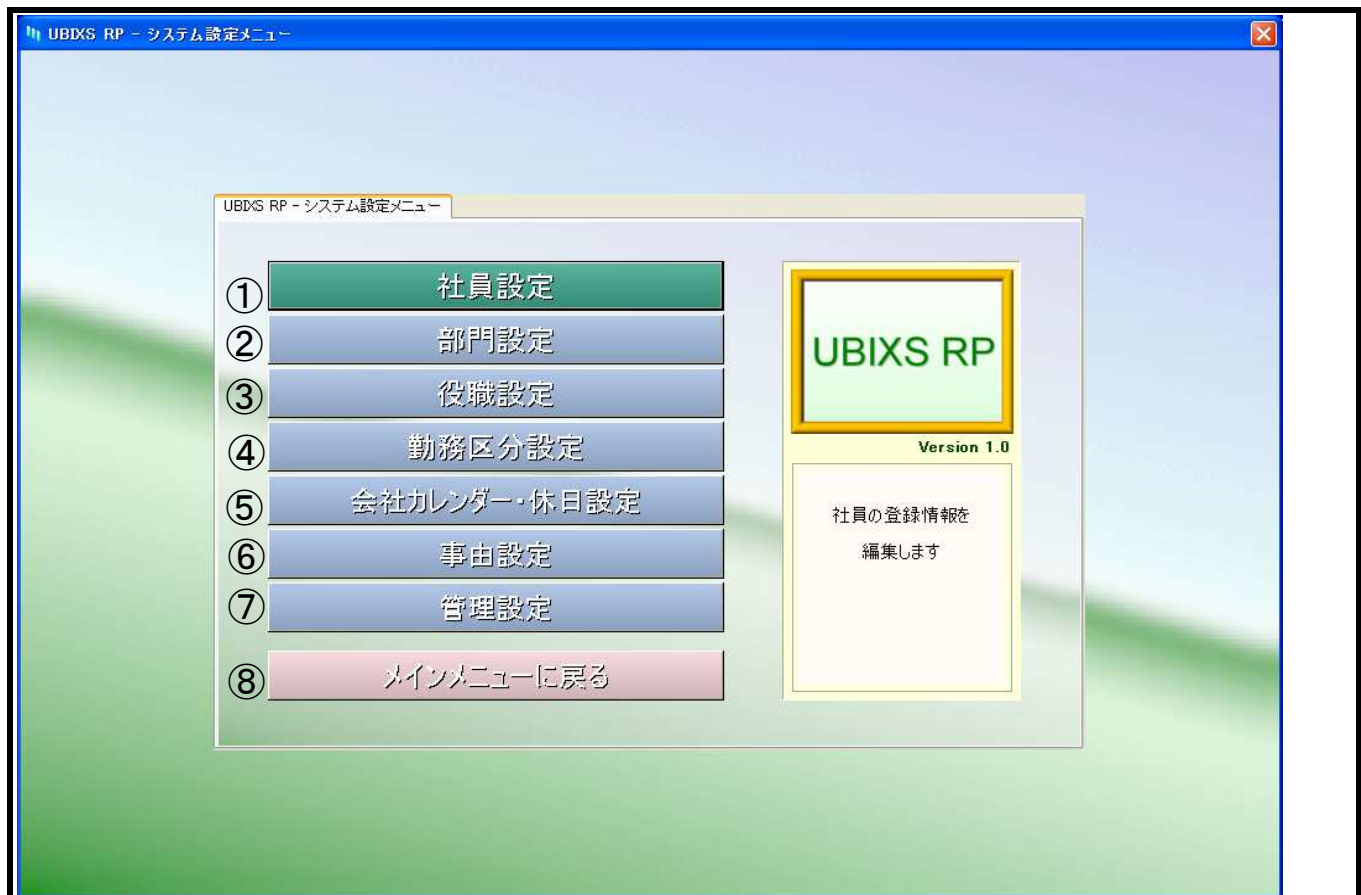 UBIXS RP - システム設定メニュー
UBIXS RP - システム設定メニュー
① 社員設定
② 部門設定
③ 役職設定
④ 勤務区分設定
⑤ 会社カレンダー・休日設定
⑥ 事由設定
⑦ 管理設定
⑧ メインメニューに戻る
UBIXS RP
Version 1.0
社員の登録情報を
編集します